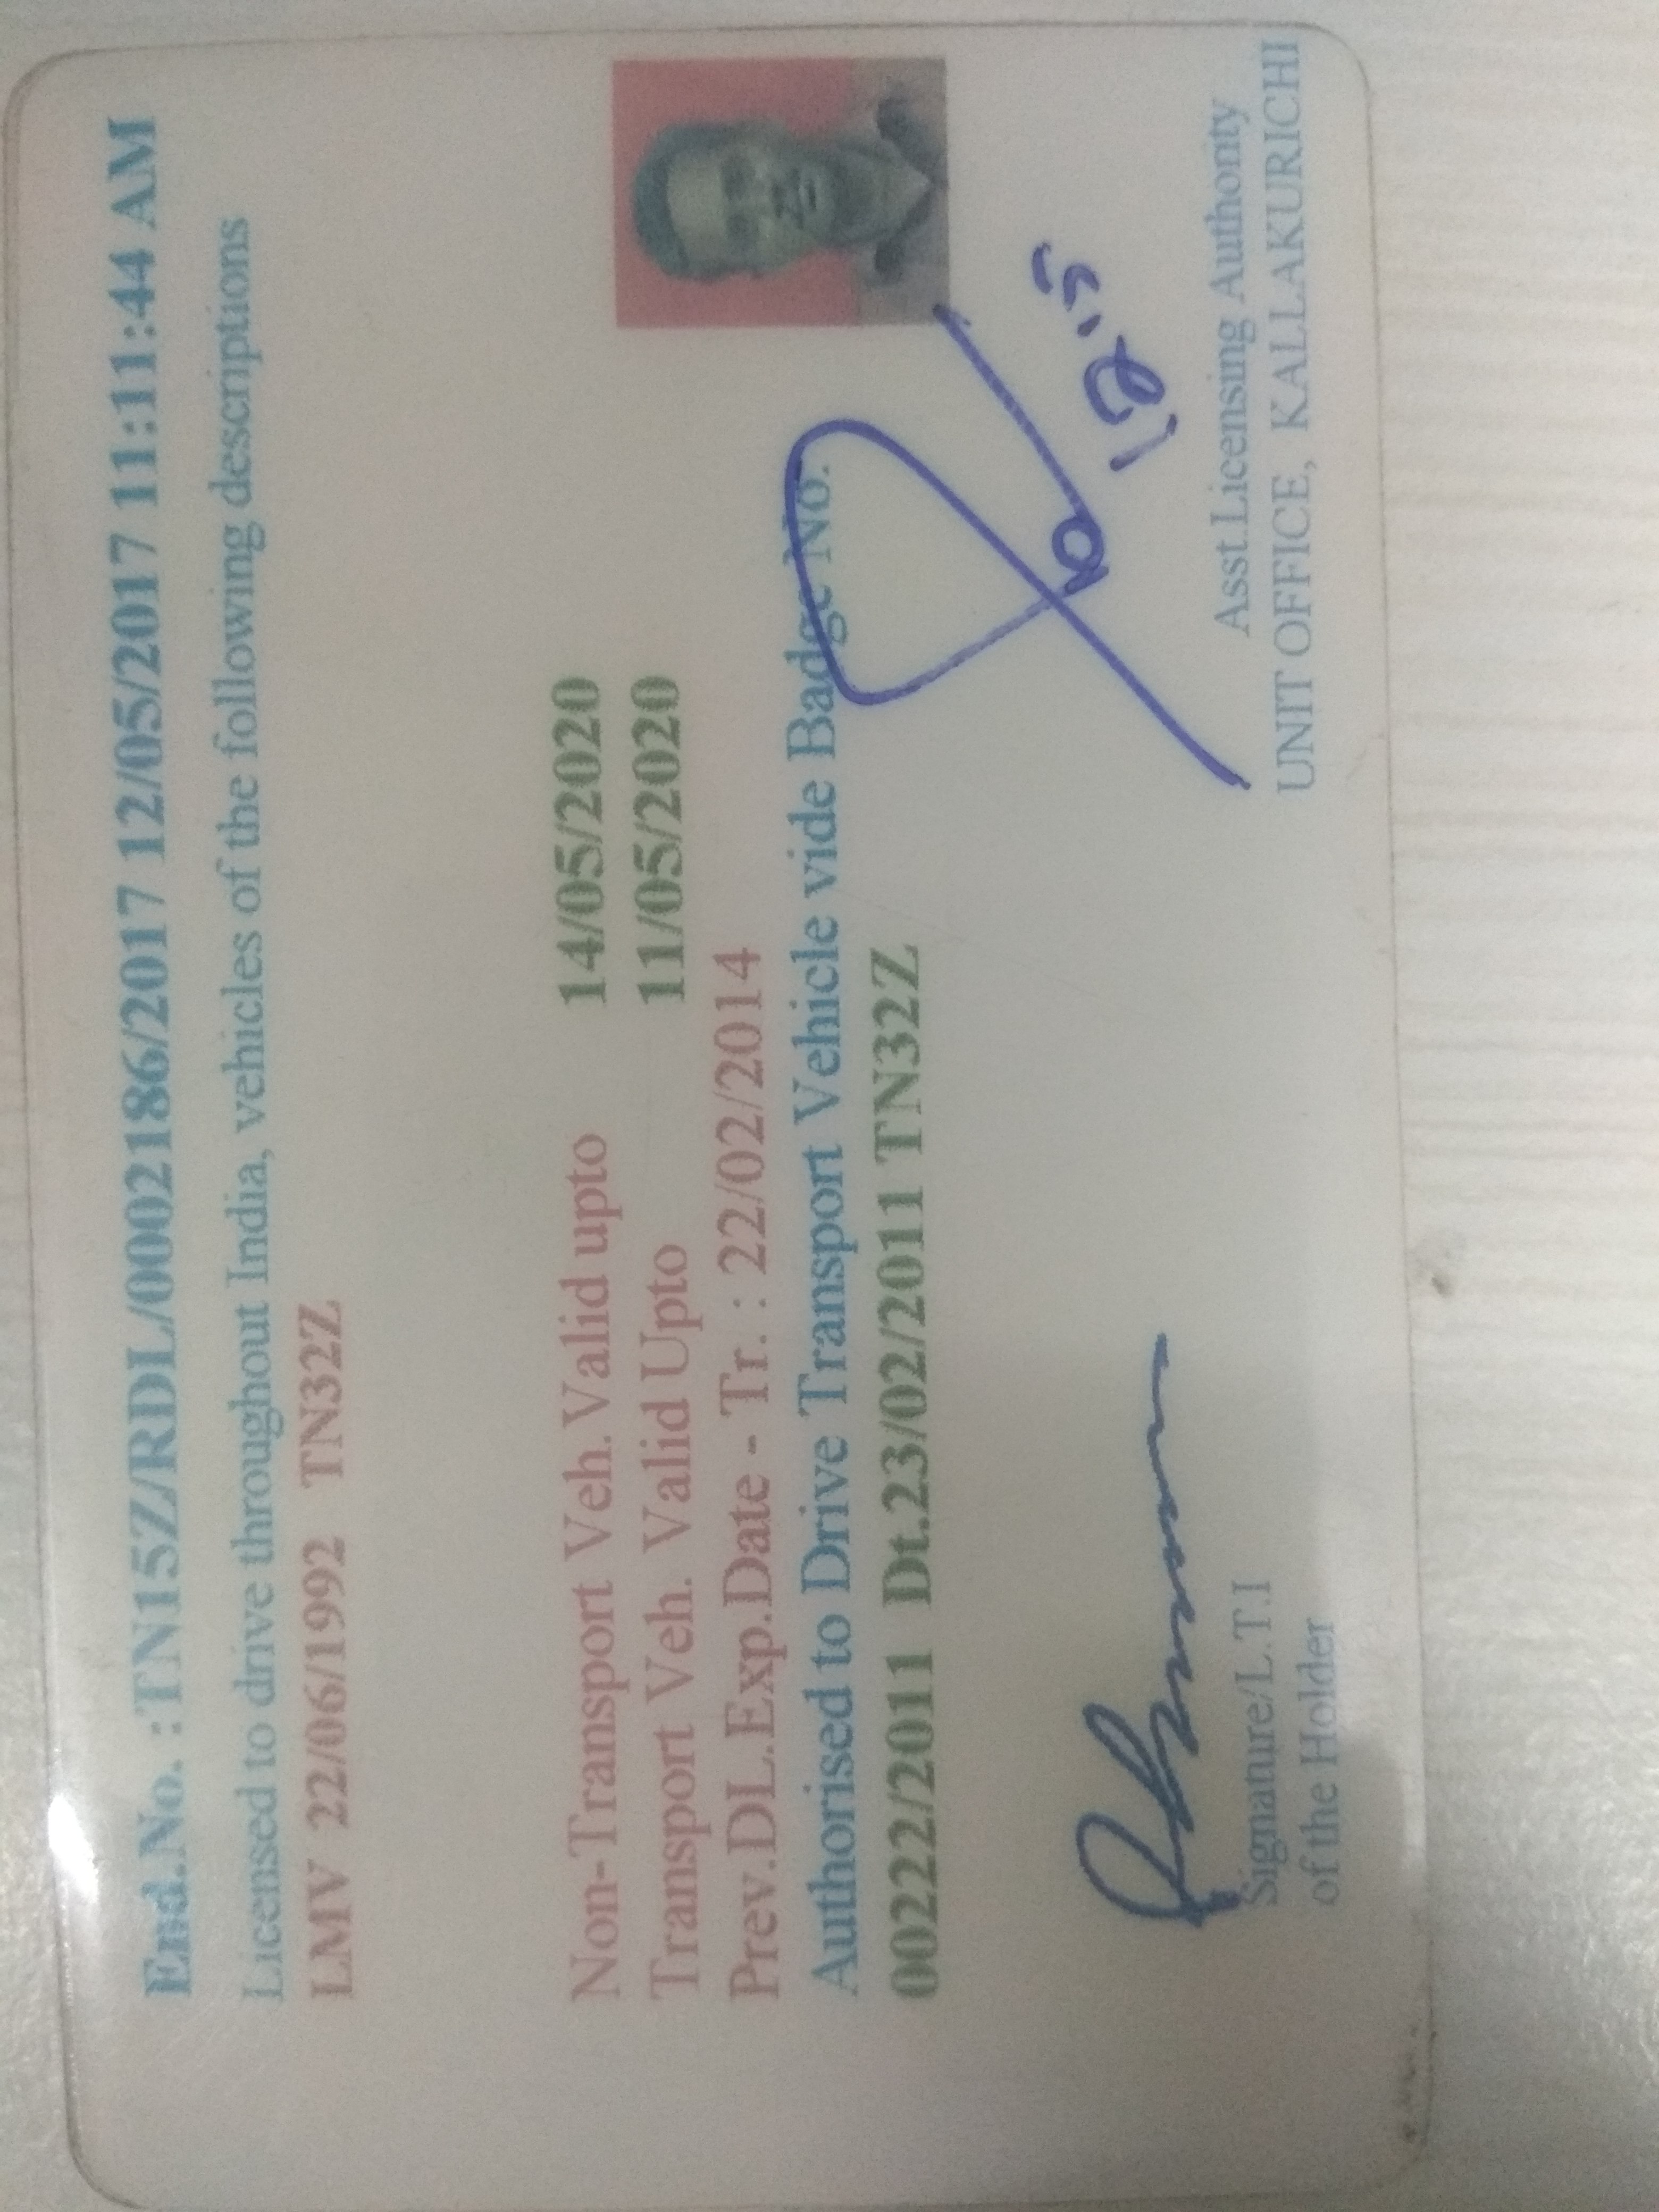 End.No. :TN15Z/RDL/0002186/2017 12/05/2017 11:11:44 AM
Licensed to drive throughout India, vehicles of the following descriptions
LMV 22/06/1992 TN32Z
Non-Transport Veh.Valid upto 14/05/2020
Transport Veh. Valid Upto 11/05/2020
Prev.DL.Exp.Date - Tr. : 22/02/2014
Authorised to Drive Transport Vehicle vide Badge No.
00222/2011 Dt.23/02/2011 TN32Z
Signature/L.T.I
of the Holder
Asst.Licensing Authority
UNIT OFFICE, KALLAKURICHI